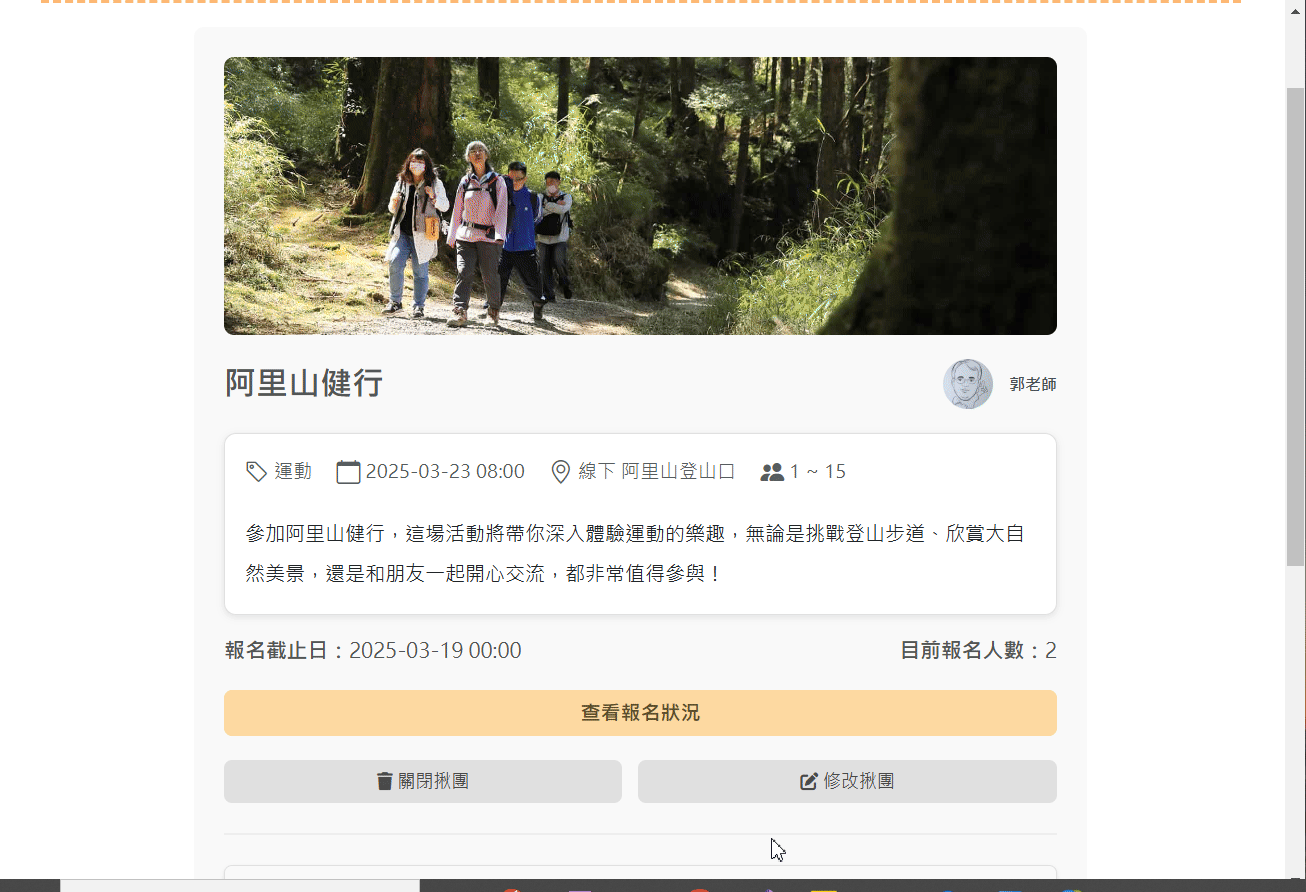 阿里山健行
郭老師
運動 2025-03-23 08:00 線下 阿里山登山口 1 ~ 15
參加阿里山健行，這場活動將帶你深入體驗運動的樂趣，無論是挑戰登山步道、欣賞大自
然美景，還是和朋友一起開心交流，都非常值得參與！
報名截止日：2025-03-19 00:00 目前報名人數：2
查看報名狀況
關閉揪團 修改揪團